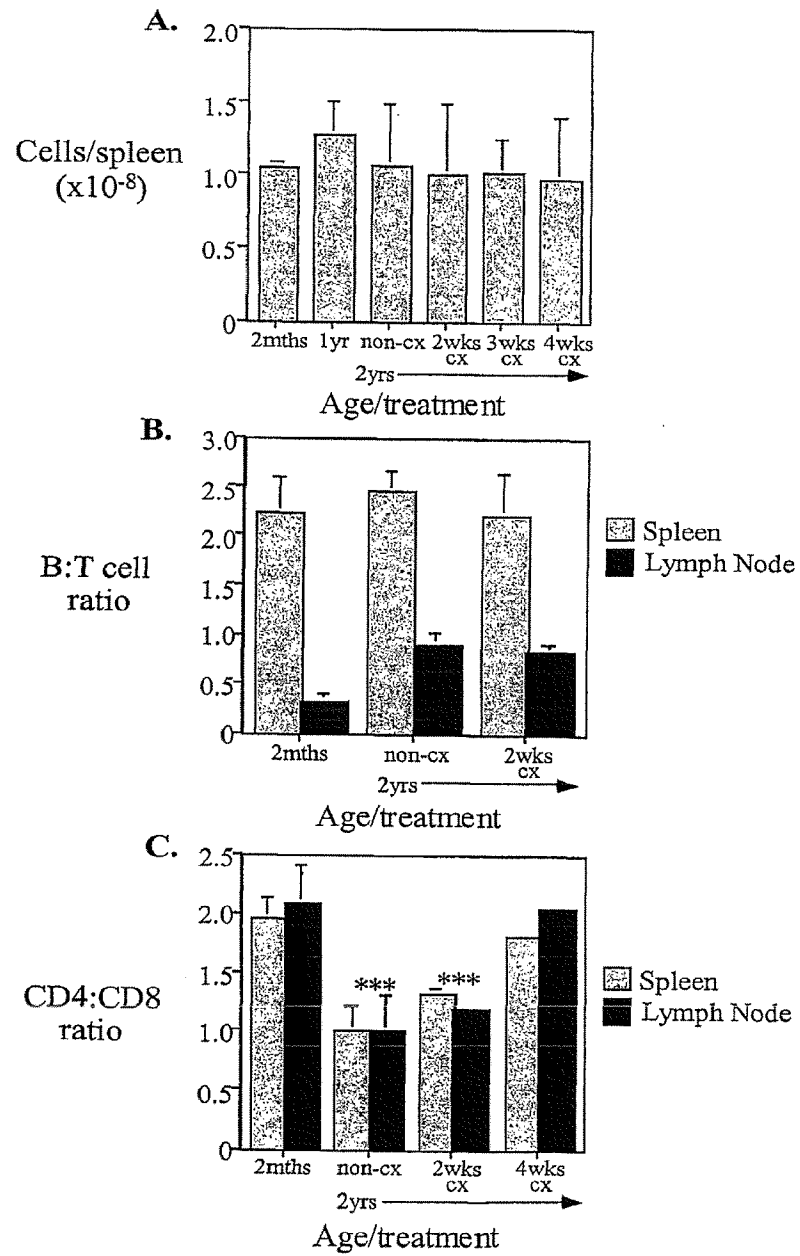 A.
2.0
1.5
1.0
0.5
0
Cells/spleen
(x10-8)
2mths 1yr non-cx 2wks 3wks 4wks
cx cx cx
2yrs
Age/treatment
B.
3.0
2.5
2.0
1.5
1.0
0.5
0
B:T cell
ratio
Spleen
Lymph Node
2mths non-cx 2wks
cx
2yrs
Age/treatment
C.
2.5
2.0
1.5
1.0
0.5
0
CD4:CD8
ratio
*** ***
Spleen
Lymph Node
2mths non-cx 2wks 4wks
cx cx
2yrs
Age/treatment